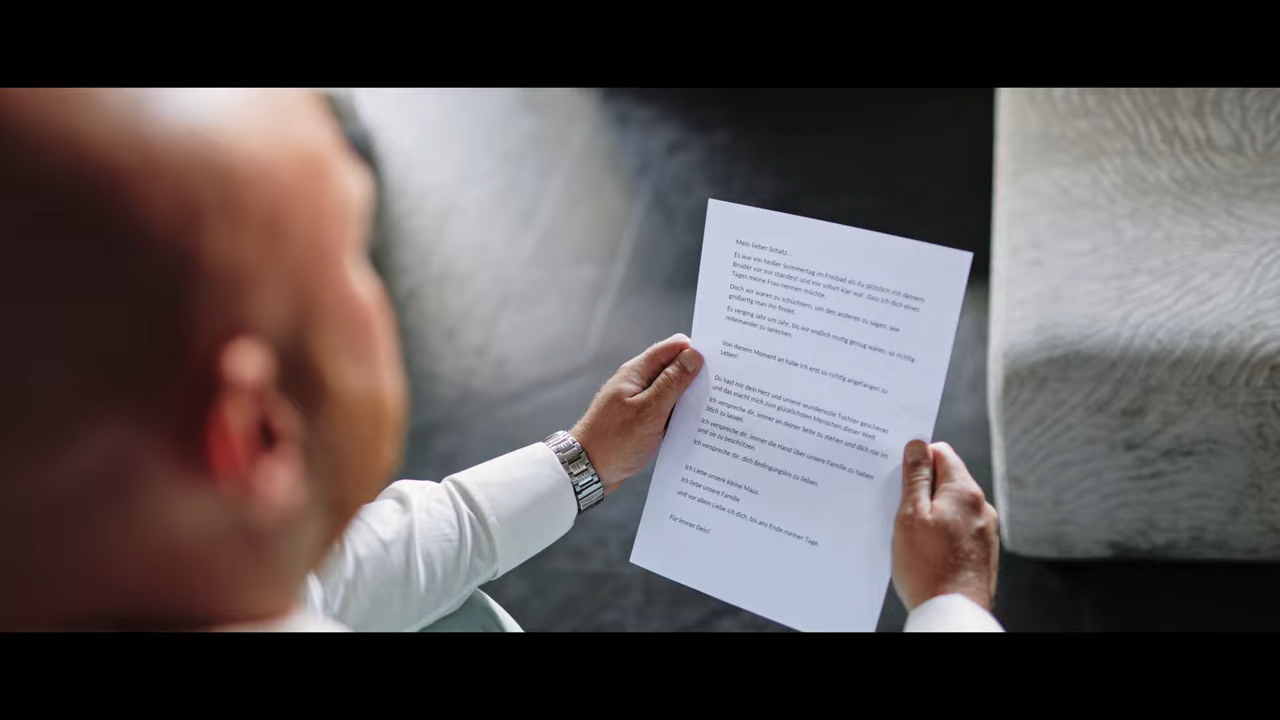 Mein lieber Schatz...
Es war ein heißer Sommertag im Freibad als du plötzlich mit deinem
Bruder vor mir standest und mir sofort klar war: dass ich dich eines
Tages meine Frau nennen möchte.
Doch wir waren zu schüchtern, um den anderen zu sagen, wie
großartig man ihn findet.
Es verging Jahr um Jahr, bis wir endlich mutig genug waren, so richtig
miteinander zu sprechen.
Von diesem Moment an habe ich erst so richtig angefangen zu
Leben!
Du hast mir dein Herz und unsere wundervolle Tochter geschenkt
und das macht mich zum glücklichsten Menschen dieser Welt.
Ich verspreche dir, immer an deiner Seite zu stehen und dich nie im
Stich zu lassen.
Ich verspreche dir, immer die Hand über unsere Familie zu haben
und sie zu beschützen.
Ich verspreche dir, dich Bedingungslos zu lieben.
Ich Liebe unsere kleine Maus.
Ich liebe unsere Familie
und vor allem Liebe ich dich, bis ans Ende meiner Tage.
Für immer Dein!